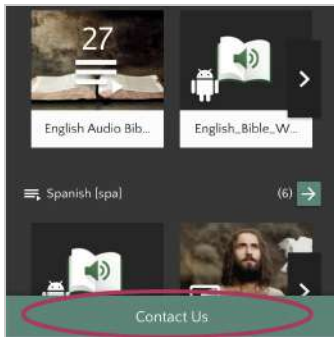 27
English Audio Bib...
English_Bible_W...
Spanish [spa]
(6)
Contact Us